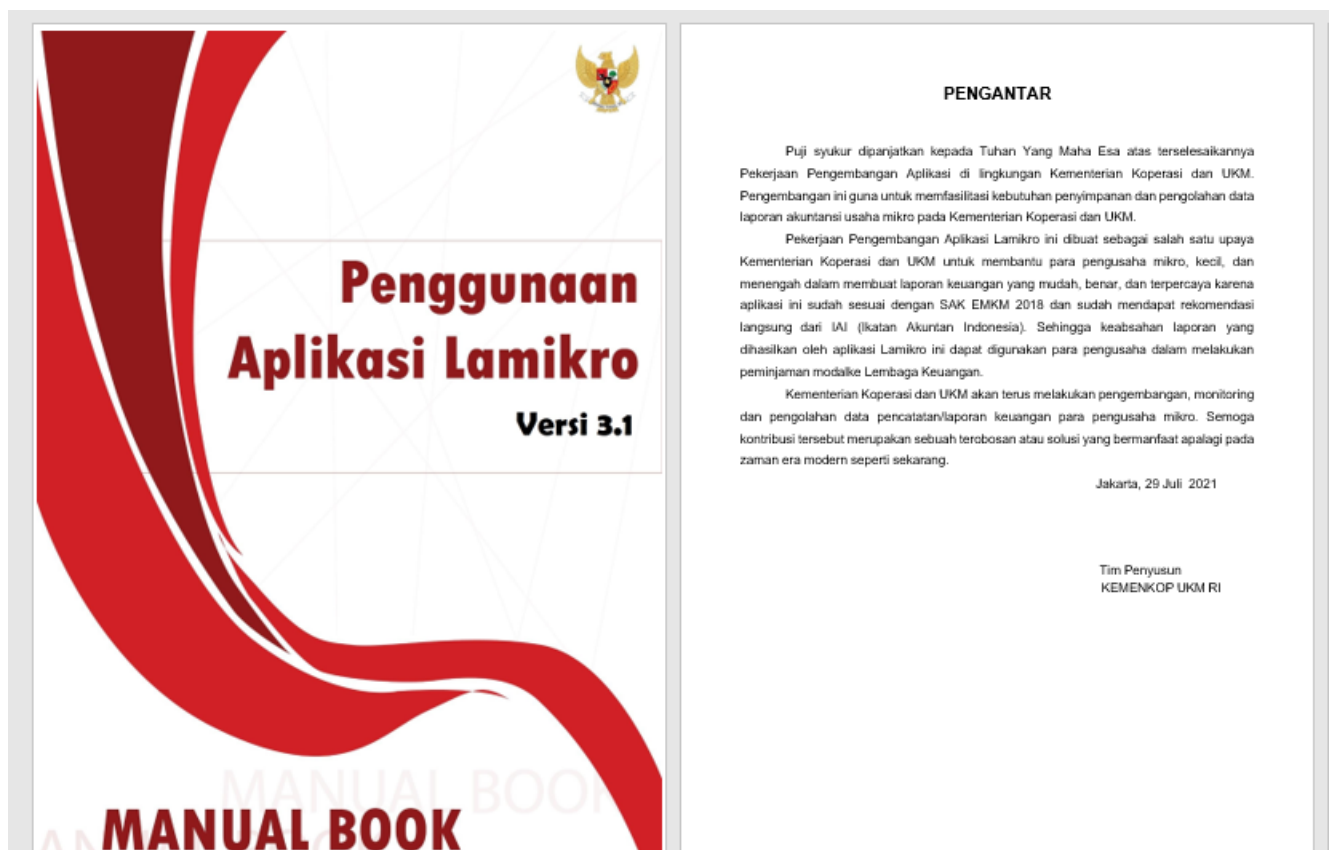 Penggunaan
Aplikasi Lamikro
Versi 3.1
MANUAL BOOK
MANUAL BOOK
PENGANTAR
Puji syukur dipanjatkan kepada Tuhan Yang Maha Esa atas terselesaikannya
Pekerjaan Pengembangan Aplikasi di lingkungan Kementerian Koperasi dan UKM.
Pengembangan ini guna untuk memfasilitasi kebutuhan penyimpanan dan pengolahan data
laporan akuntansi usaha mikro pada Kementerian Koperasi dan UKM.
Pekerjaan Pengembangan Aplikasi Lamikro ini dibuat sebagai salah satu upaya
Kementerian Koperasi dan UKM untuk membantu para pengusaha mikro, kecil, dan
menengah dalam membuat laporan keuangan yang mudah, benar, dan terpercaya karena
aplikasi ini sudah sesuai dengan SAK EMKM 2018 dan sudah mendapat rekomendasi
langsung dari IAI (Ikatan Akuntan Indonesia). Sehingga keabsahan laporan yang
dihasilkan oleh aplikasi Lamikro ini dapat digunakan para pengusaha dalam melakukan
peminjaman modalke Lembaga Keuangan.
Kementerian Koperasi dan UKM akan terus melakukan pengembangan, monitoring
dan pengolahan data pencatatan/laporan keuangan para pengusaha mikro. Semoga
kontribusi tersebut merupakan sebuah terobosan atau solusi yang bermanfaat apalagi pada
zaman era modern seperti sekarang.
Jakarta, 29 Juli 2021
Tim Penyusun
KEMENKOP UKM RI